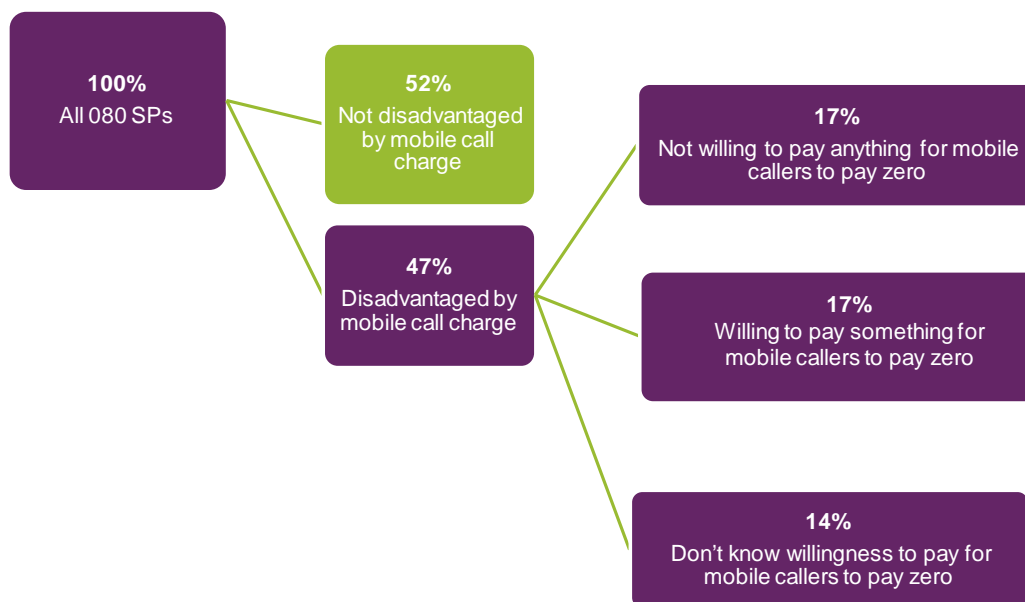 100%
All 080 SPs
52%
Not disadvantaged
by mobile call
charge
47%
Disadvantaged by
mobile call charge
17%
Not willing to pay anything for mobile
callers to pay zero
17%
Willing to pay something for
mobile callers to pay zero
14%
Don’t know willingness to pay for
mobile callers to pay zero